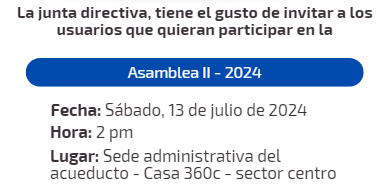 La junta directiva, tiene el gusto de invitar a los
usuarios que quieran participar en la
Asamblea II - 2024
Fecha: Sábado, 13 de julio de 2024
Hora: 2 pm
Lugar: Sede administrativa del
acueducto - Casa 360c - sector centro